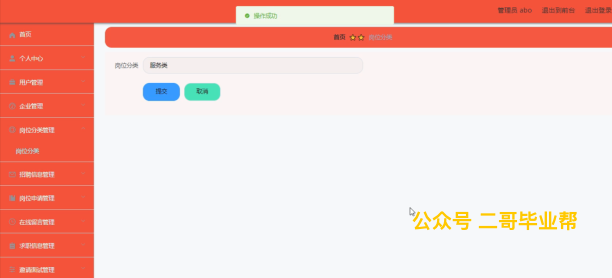 管理员 abo 退出到前台 退出登录
操作成功
首页
首页 岗位分类
个人中心
岗位分类 服务类
用户管理
提交 取消
企业管理
岗位分类管理
岗位分类
招聘信息管理
岗位申请管理
公众号 二哥毕业帮
在线留言管理
求职信息管理
邀请面试管理